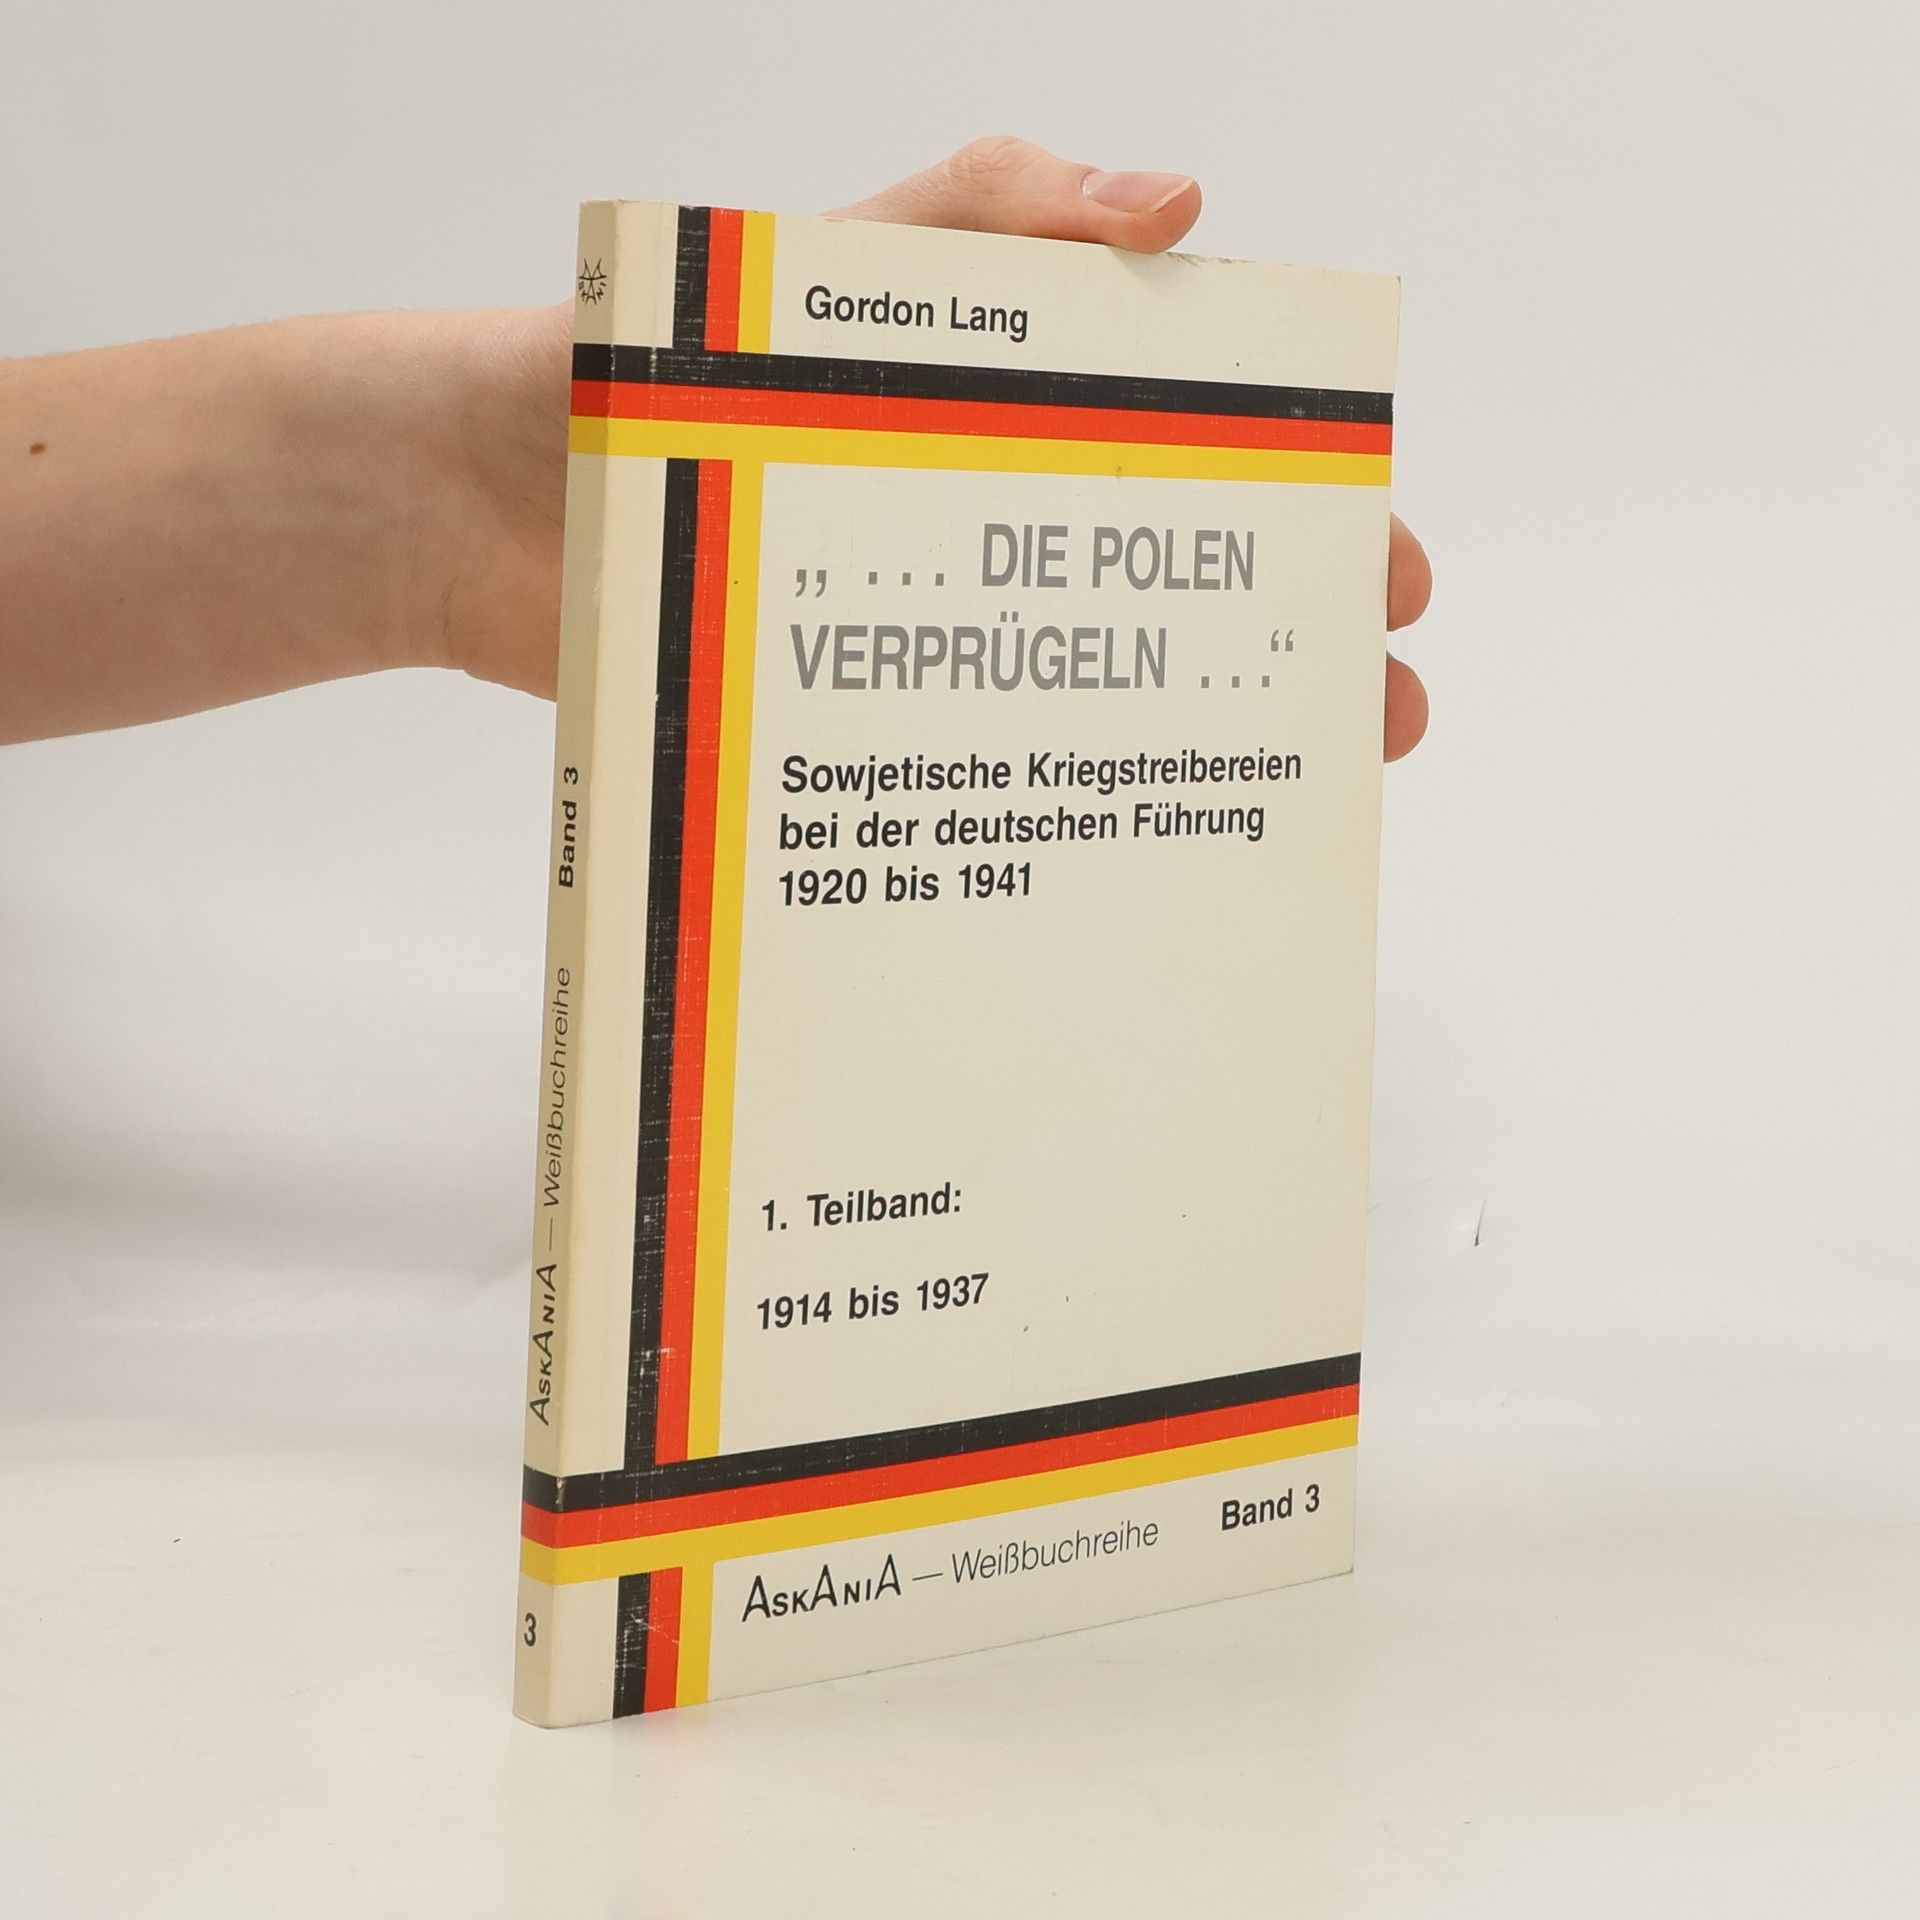 Gordon Lang
„ ... DIE POLEN
VERPRÜGELN ...“
Sowjetische Kriegstreibereien
bei der deutschen Führung
1920 bis 1941
1. Teilband:
1914 bis 1937
ASKANIA — Weißbuchreihe Band 3
ASKANIA — Weißbuchreihe Band 3
3